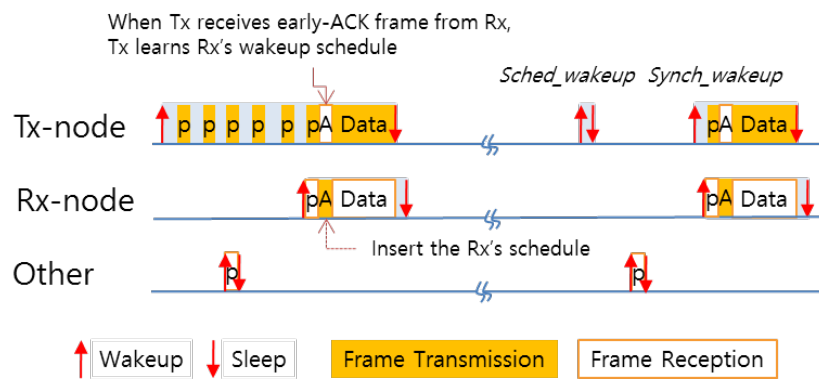 When Tx receives early-ACK frame from Rx,
Tx learns Rx's wakeup schedule
Sched_wakeup Synch_wakeup
Tx-node p p p p p pA Data pA Data
Rx-node pA Data pA Data
Insert the Rx's schedule
Other p p
Wakeup Sleep Frame Transmission Frame Reception